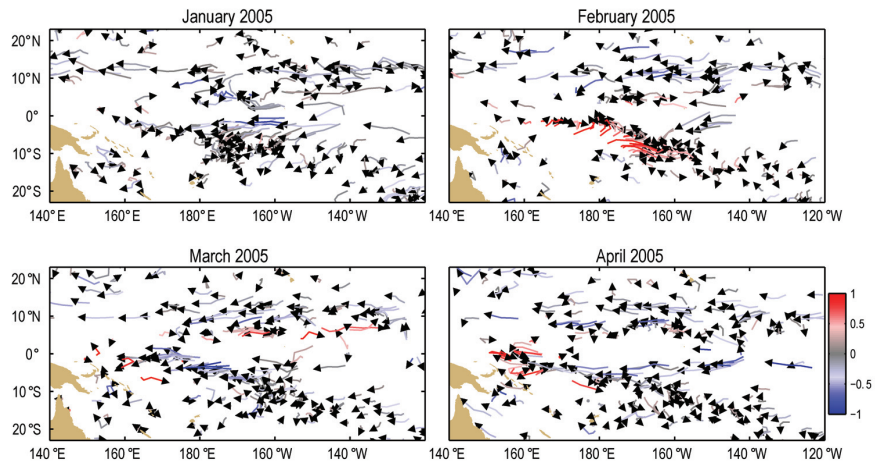 January 2005
February 2005
20°N
10°N
0°
10°S
20°S
20°N
10°N
0°
10°S
20°S
140°E 160°E 180°W 160°W 140°W
140°E 160°E 180°W 160°W 140°W 120°W
March 2005
April 2005
20°N
10°N
0°
10°S
20°S
20°N
10°N
0°
10°S
20°S
1
0.5
0
−0.5
−1
140°E 160°E 180°W 160°W 140°W
140°E 160°E 180°W 160°W 140°W 120°W